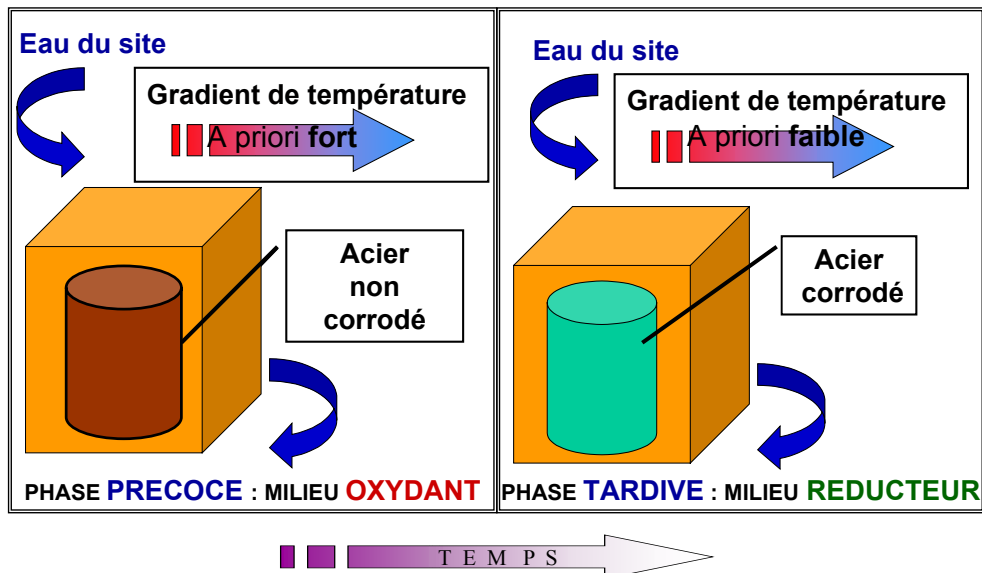 Eau du site
Gradient de température
A priori fort
Acier
non
corrodé
PHASE PRECOCE : MILIEU OXYDANT
Eau du site
Gradient de température
A priori faible
Acier
corrodé
PHASE TARDIVE : MILIEU REDUCTEUR
T E M P S